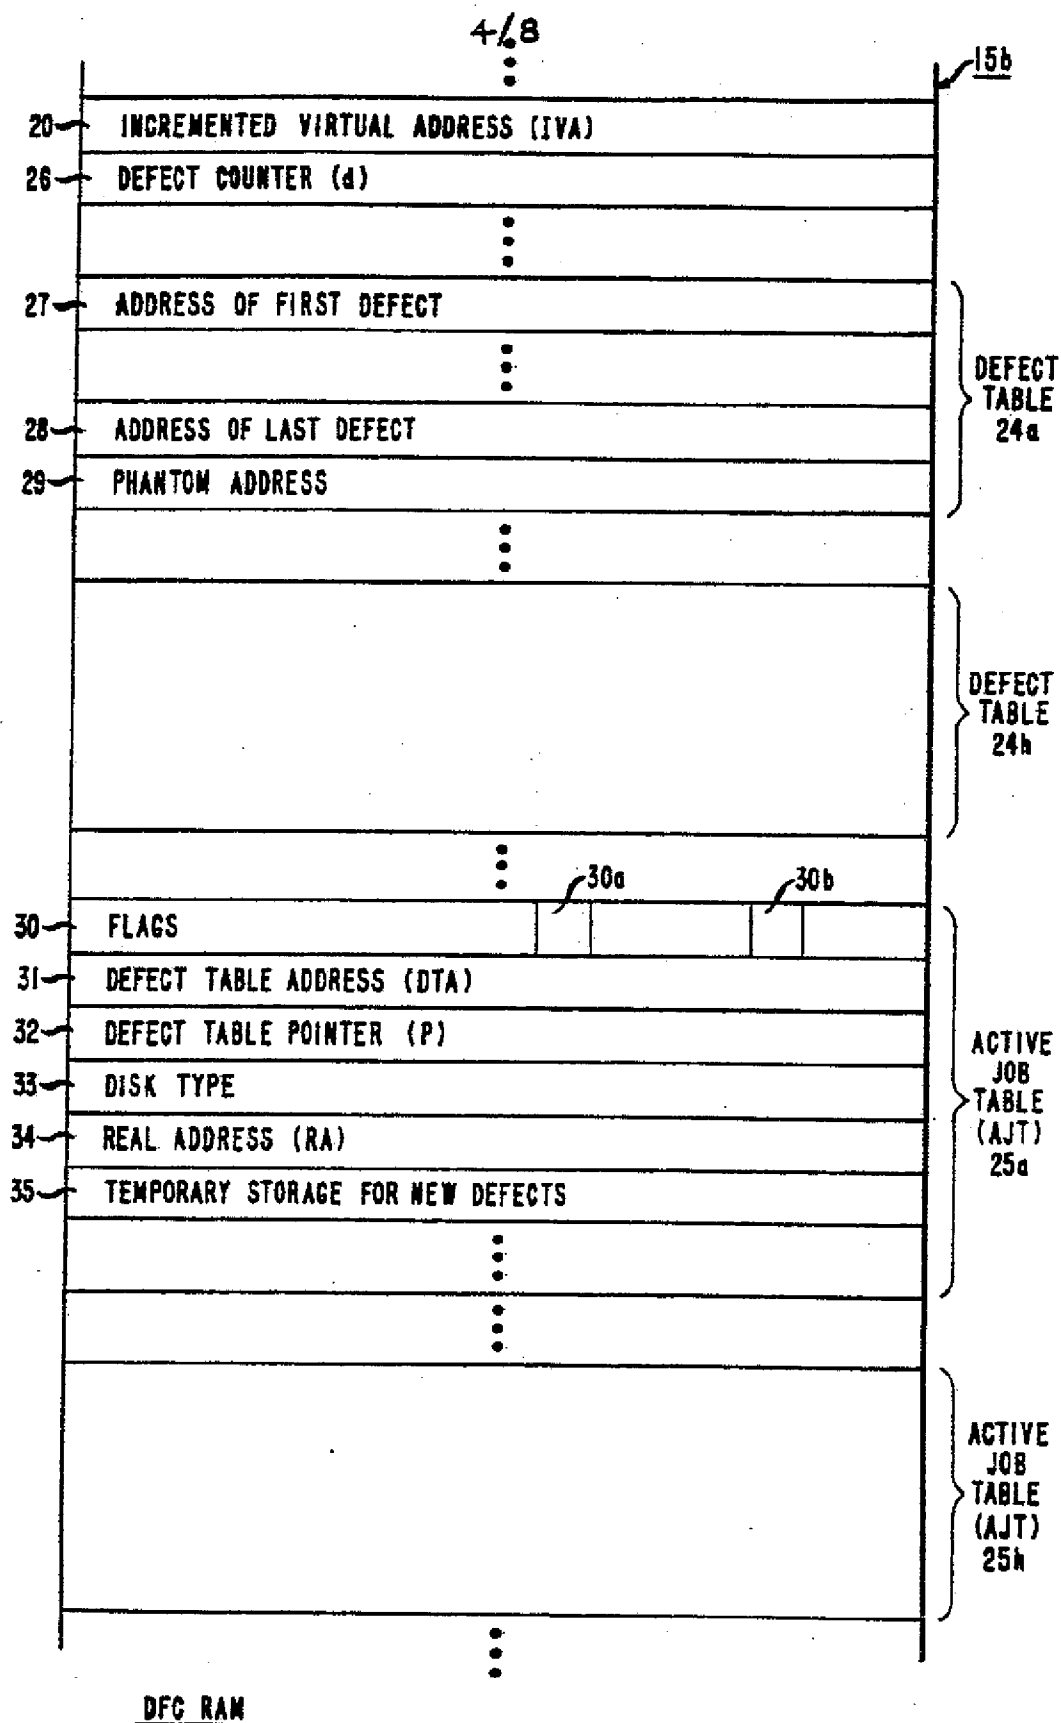 4/8
15b
20 INCREMENTED VIRTUAL ADDRESS (IVA)
26 DEFECT COUNTER (d)
27 ADDRESS OF FIRST DEFECT
DEFECT
TABLE
24a
28 ADDRESS OF LAST DEFECT
29 PHANTOM ADDRESS
DEFECT
TABLE
24h
30a
30b
30 FLAGS
31 DEFECT TABLE ADDRESS (DTA)
32 DEFECT TABLE POINTER (P)
33 DISK TYPE
34 REAL ADDRESS (RA)
35 TEMPORARY STORAGE FOR NEW DEFECTS
ACTIVE
JOB
TABLE
(AJT)
25a
ACTIVE
JOB
TABLE
(AJT)
25h
DFC RAM